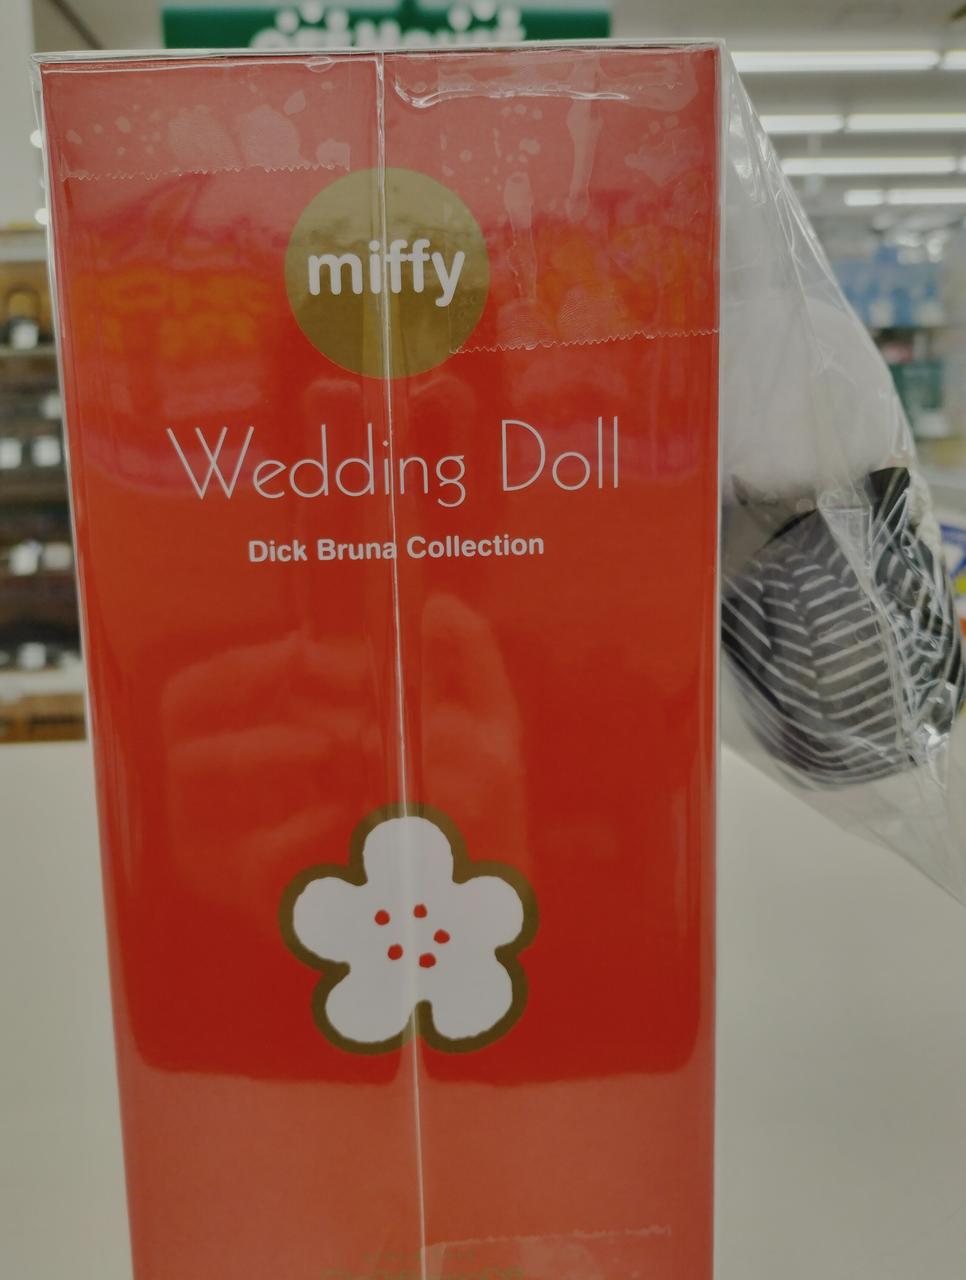 miffy
Wedding Doll
Dick Bruna Collection